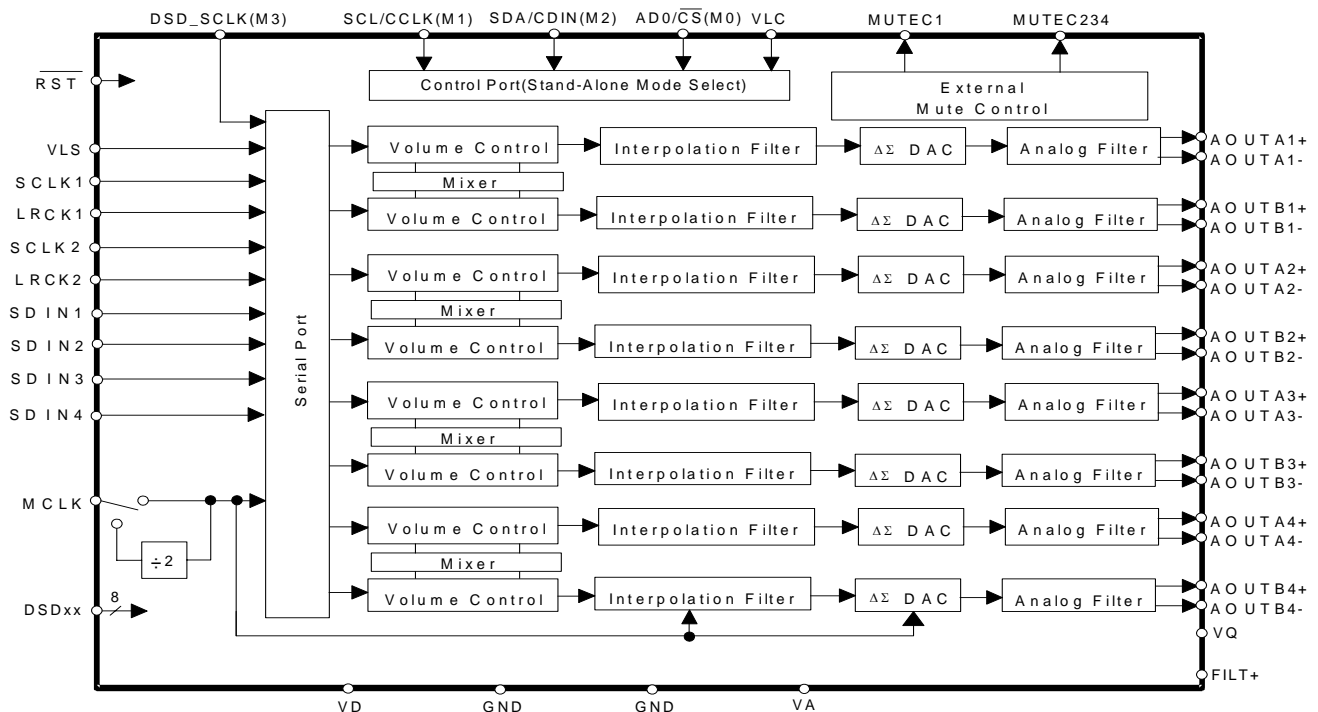 DSD_SCLK(M3) SCL/CCLK(M1) SDA/CDIN(M2) AD0/CS(M0) VLC MUTEC1 MUTEC234
RST
Control Port(Stand-Alone Mode Select)
External
Mute Control
VLS
SCLK1
LRCK1
SCLK2
LRCK2
SDIN1
SDIN2
SDIN3
SDIN4
MCLK
÷2
DSDxx
8
Serial Port
Volume Control Interpolation Filter ΔΣ DAC Analog Filter AOUTA1+
AOUTA1-
Mixer
Volume Control Interpolation Filter ΔΣ DAC Analog Filter AOUTB1+
AOUTB1-
Volume Control Interpolation Filter ΔΣ DAC Analog Filter AOUTA2+
AOUTA2-
Mixer
Volume Control Interpolation Filter ΔΣ DAC Analog Filter AOUTB2+
AOUTB2-
Volume Control Interpolation Filter ΔΣ DAC Analog Filter AOUTA3+
AOUTA3-
Mixer
Volume Control Interpolation Filter ΔΣ DAC Analog Filter AOUTB3+
AOUTB3-
Volume Control Interpolation Filter ΔΣ DAC Analog Filter AOUTA4+
AOUTA4-
Mixer
Volume Control Interpolation Filter ΔΣ DAC Analog Filter AOUTB4+
AOUTB4-
VQ
FILT+
VD GND GND VA